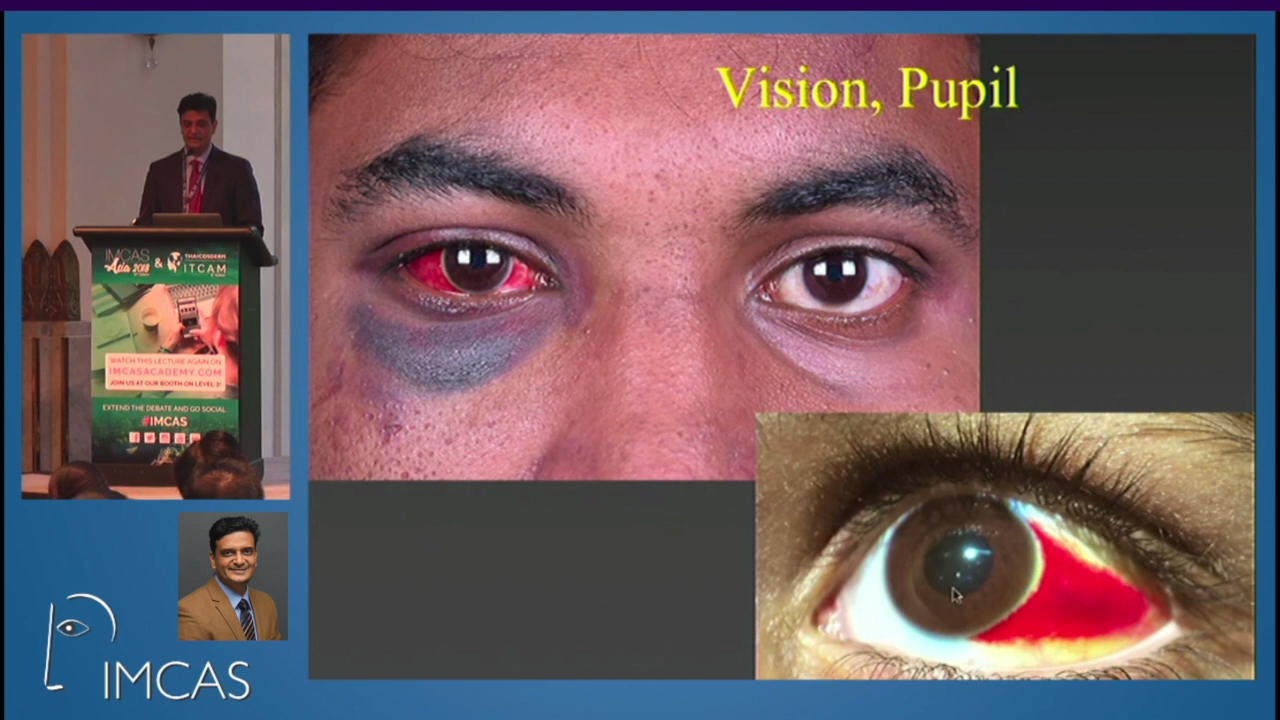 Vision, Pupil
IMCAS
Asia 2018
&
THAICOSDERM
ITCAM
WATCH THIS LECTURE AGAIN ON
IMCASACADEMY.COM
JOIN US AT OUR BOOTH ON LEVEL 3!
EXTEND THE DEBATE AND GO SOCIAL
#IMCAS
IMCAS